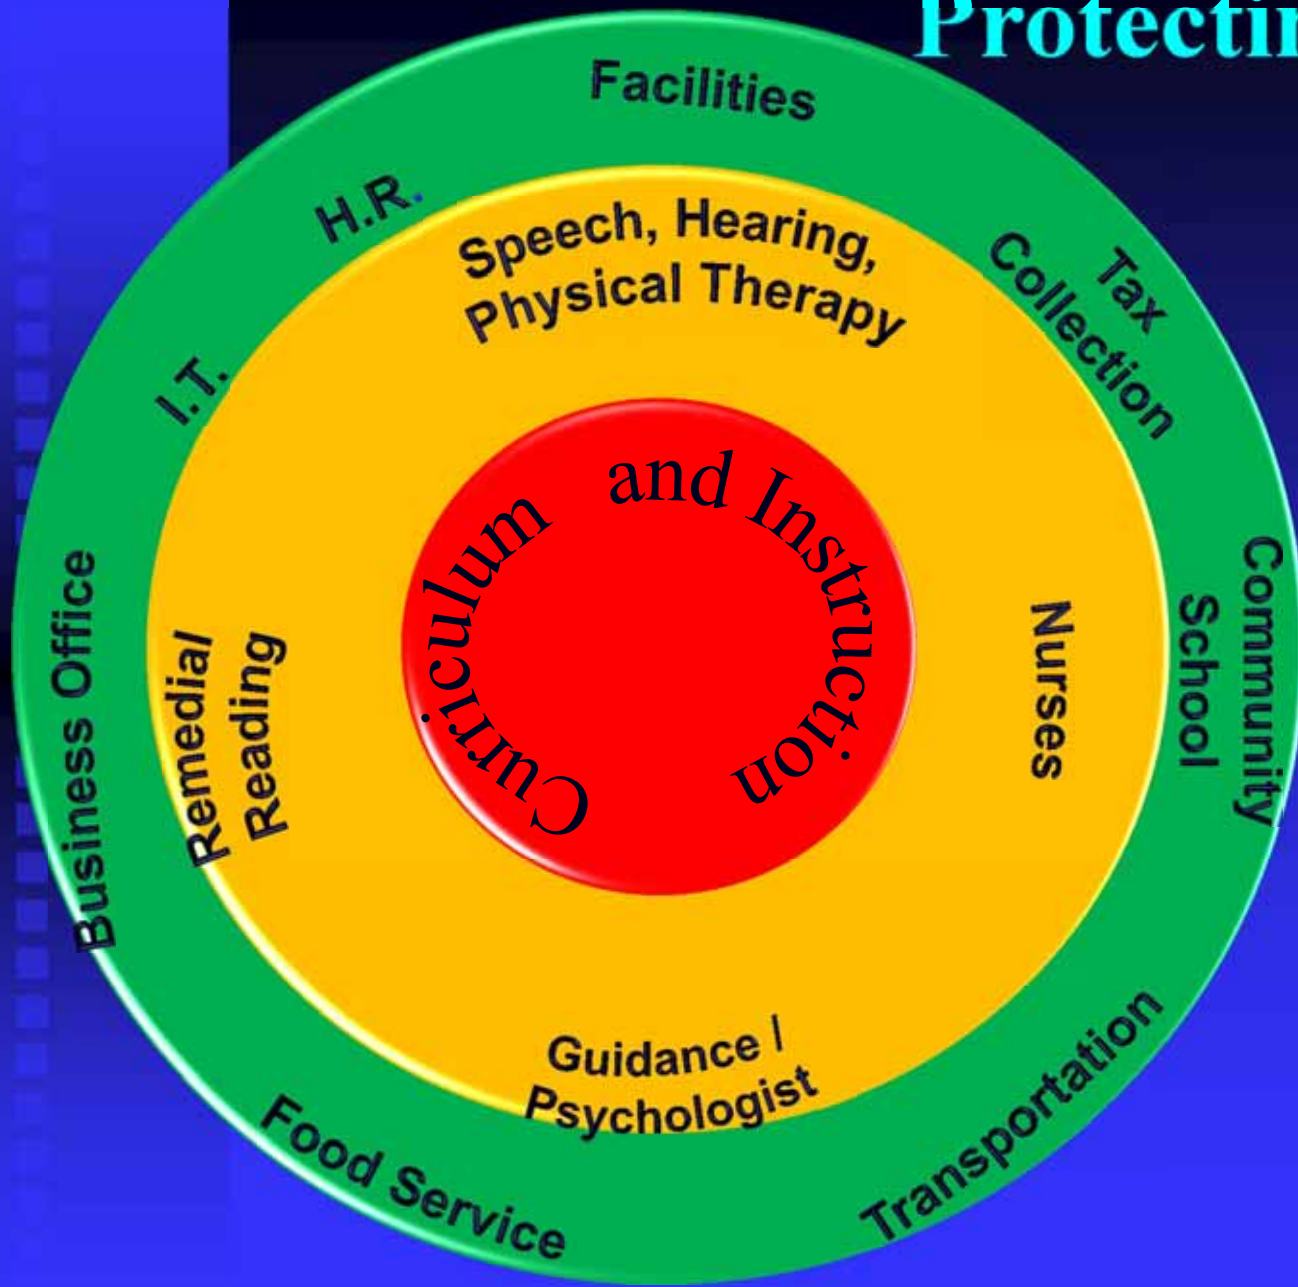 Facilities
H.R.
I.T.
Business Office
Food Service
Transportation
Community
School
Tax
Collection
Speech, Hearing,
Physical Therapy
Nurses
Guidance /
Psychologist
Remedial
Reading
Curriculum and Instruction